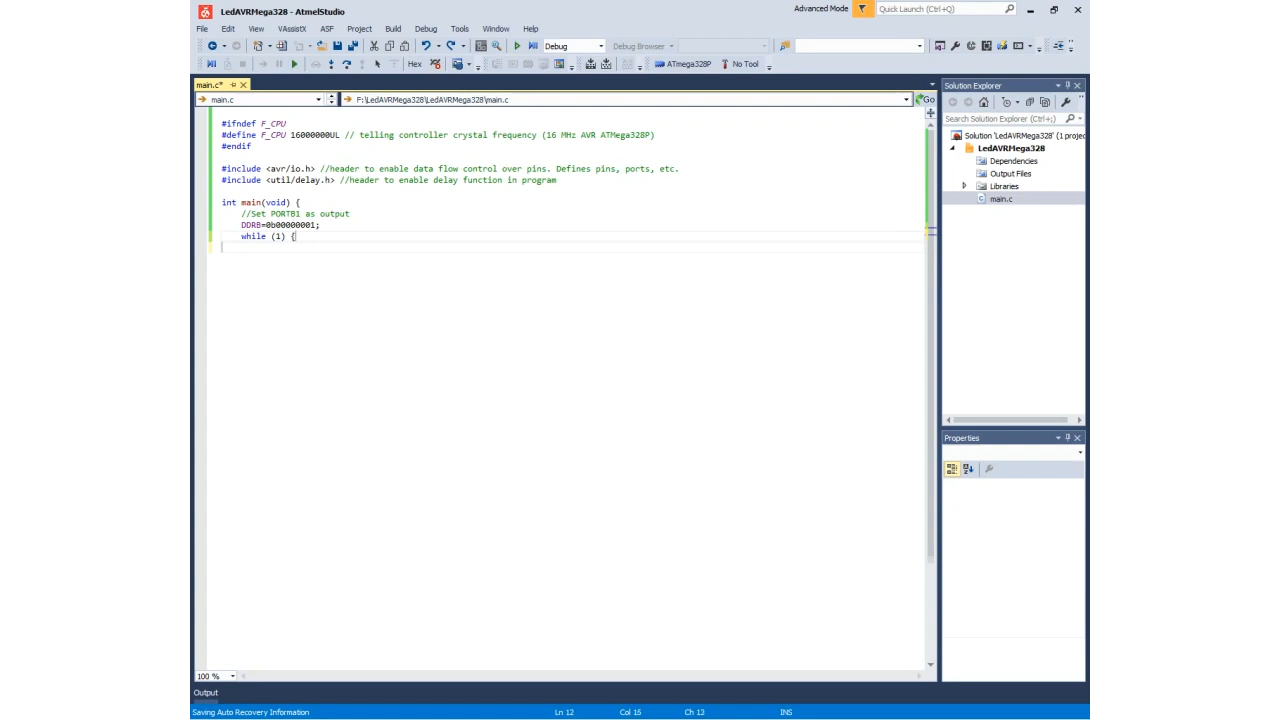 LedAVRMega328 - AtmelStudio
Advanced Mode
Quick Launch (Ctrl+Q)
File Edit View VAssistX ASF Project Build Debug Tools Window Help
Debug
Debug Browser
Hex
ATmega328P
No Tool
main.c*
main.c
F:\LedAVRMega328\LedAVRMega328\main.c
Go
#ifndef F_CPU
#define F_CPU 16000000UL // telling controller crystal frequency (16 MHz AVR ATMega328P)
#endif
#include <avr/io.h> //header to enable data flow control over pins. Defines pins, ports, etc.
#include <util/delay.h> //header to enable delay function in program
int main(void) {
//Set PORTB1 as output
DDRB=0b00000001;
while (1) {
100 %
Solution Explorer
Search Solution Explorer (Ctrl+;)
Solution 'LedAVRMega328' (1 projec
LedAVRMega328
Dependencies
Output Files
Libraries
main.c
Properties
Output
Saving Auto Recovery Information
Ln 12
Col 15
Ch 13
INS